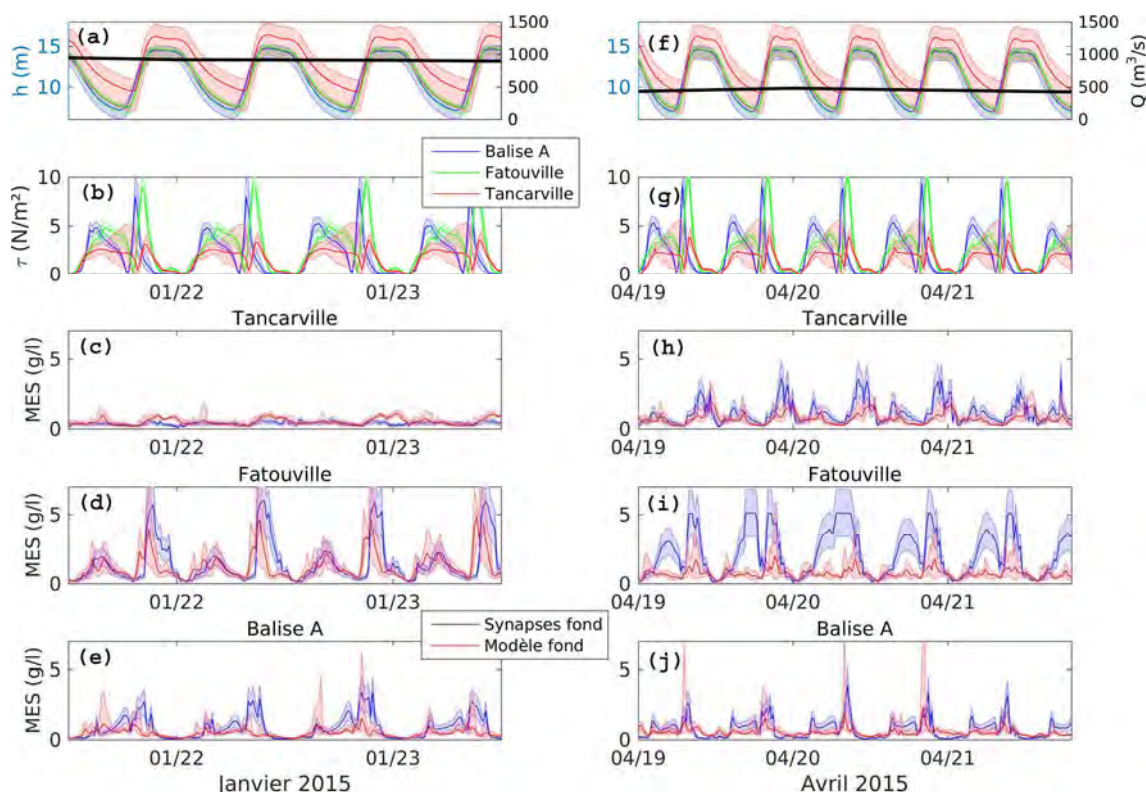 (a)
h (m)
15
10
1500
1000
500
0
(f)
15
10
1500
1000
500
0
Q (m³/s)
Balise A
Fatouville
Tancarville
(b)
τ (N/m²)
10
5
0
01/22
01/23
(g)
10
5
0
04/19
04/20
04/21
Tancarville
(c)
MES (g/l)
5
0
01/22
01/23
Tancarville
(h)
MES (g/l)
5
0
04/19
04/20
04/21
Fatouville
(d)
MES (g/l)
5
0
01/22
01/23
Fatouville
(i)
MES (g/l)
5
0
04/19
04/20
04/21
Synapses fond
Modèle fond
Balise A
(e)
MES (g/l)
5
0
01/22
01/23
Janvier 2015
Balise A
(j)
MES (g/l)
5
0
04/19
04/20
04/21
Avril 2015